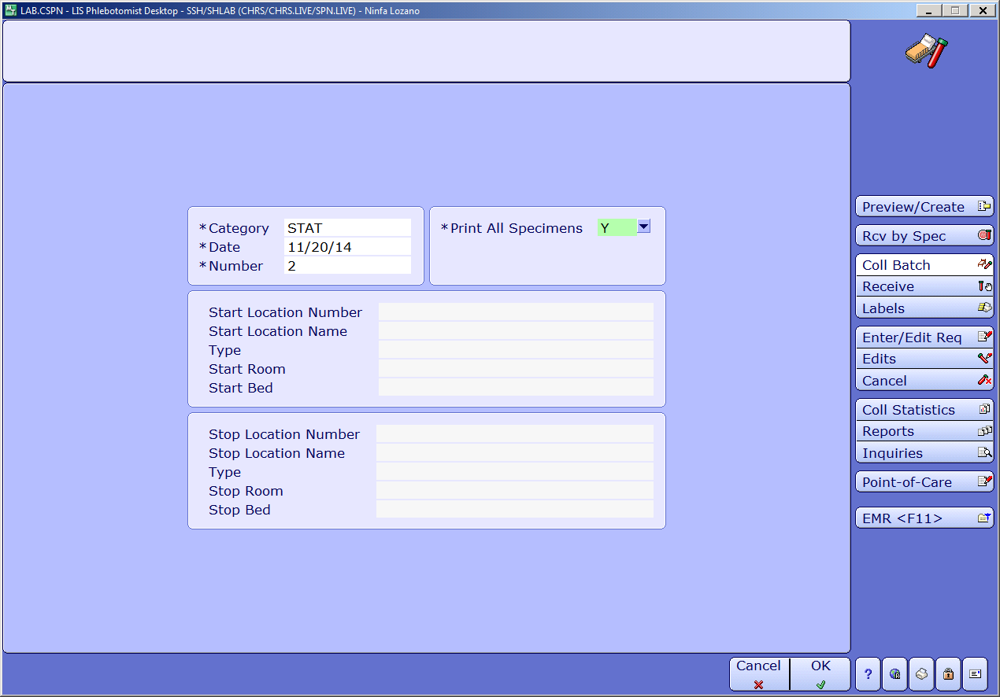 LAB.CSPN - LIS Phlebotomist Desktop - SSH/SHLAB (CHRS/CHRS.LIVE/SPN.LIVE) - Ninfa Lozano
*Category STAT
*Date 11/20/14
*Number 2
*Print All Specimens Y
Start Location Number
Start Location Name
Type
Start Room
Start Bed
Stop Location Number
Stop Location Name
Type
Stop Room
Stop Bed
Preview/Create
Rcv by Spec
Coll Batch
Receive
Labels
Enter/Edit Req
Edits
Cancel
Coll Statistics
Reports
Inquiries
Point-of-Care
EMR <F11>
Cancel OK
?